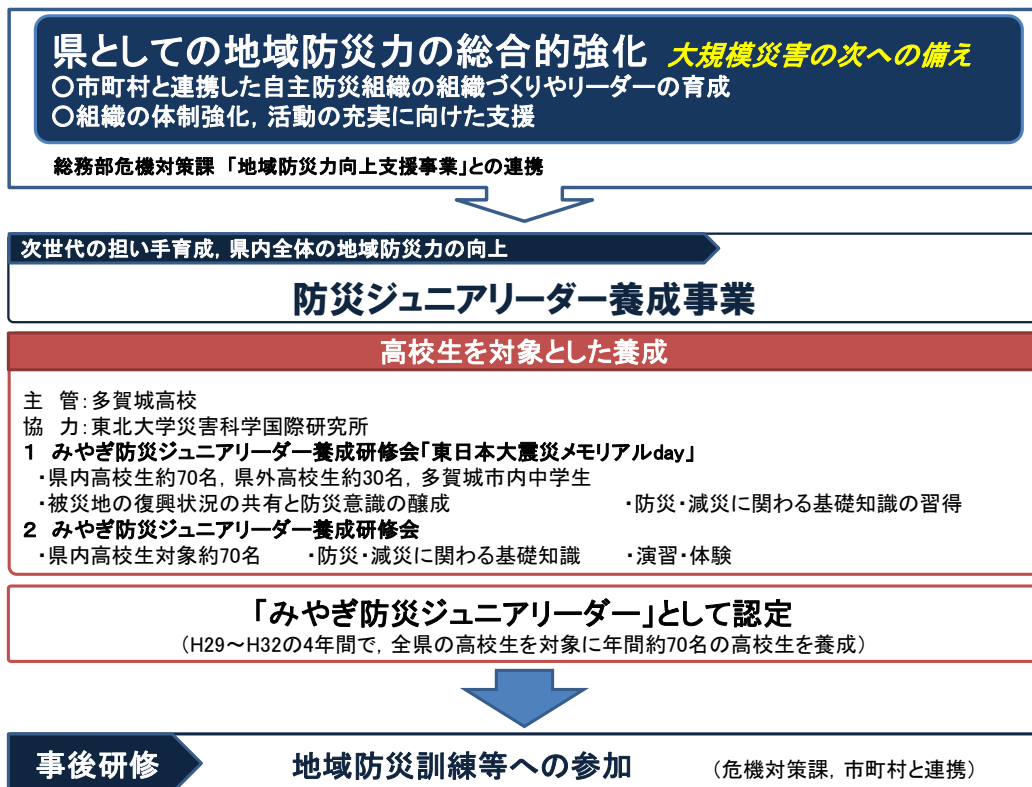 県としての地域防災力の総合的強化 大規模災害の次への備え
○市町村と連携した自主防災組織の組織づくりやリーダーの育成
○組織の体制強化，活動の充実に向けた支援
総務部危機対策課 「地域防災力向上支援事業」との連携
次世代の担い手育成，県内全体の地域防災力の向上
防災ジュニアリーダー養成事業
高校生を対象とした養成
主 管：多賀城高校
協 力：東北大学災害科学国際研究所
1 みやぎ防災ジュニアリーダー養成研修会「東日本大震災メモリアルday」
・県内高校生約70名，県外高校生約30名，多賀城市内中学生
・被災地の復興状況の共有と防災意識の醸成 ・防災・減災に関わる基礎知識の習得
2 みやぎ防災ジュニアリーダー養成研修会
・県内高校生対象約70名 ・防災・減災に関わる基礎知識 ・演習・体験
「みやぎ防災ジュニアリーダー」として認定
（H29～H32の4年間で，全県の高校生を対象に年間約70名の高校生を養成）
事後研修 地域防災訓練等への参加 （危機対策課，市町村と連携）